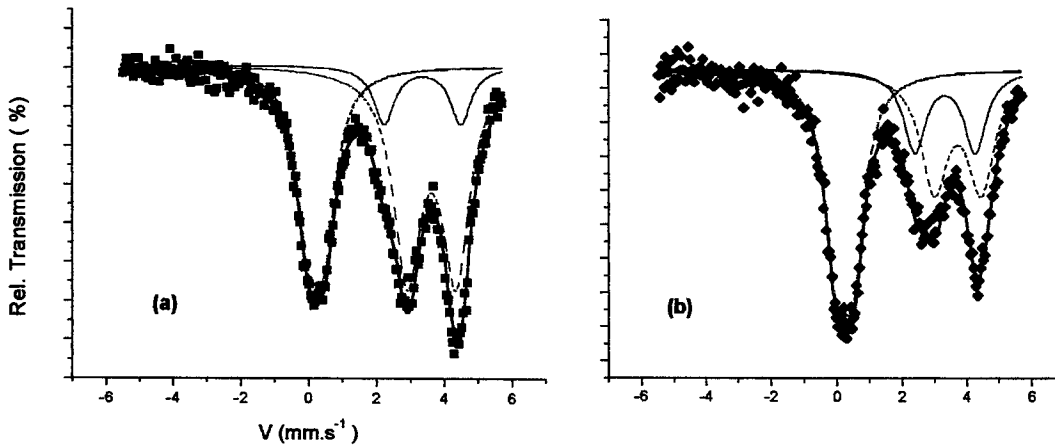 Rel. Transmission ( %)
(a)
-6 -4 -2 0 2 4 6
V (mm.s⁻¹)
(b)
-6 -4 -2 0 2 4 6